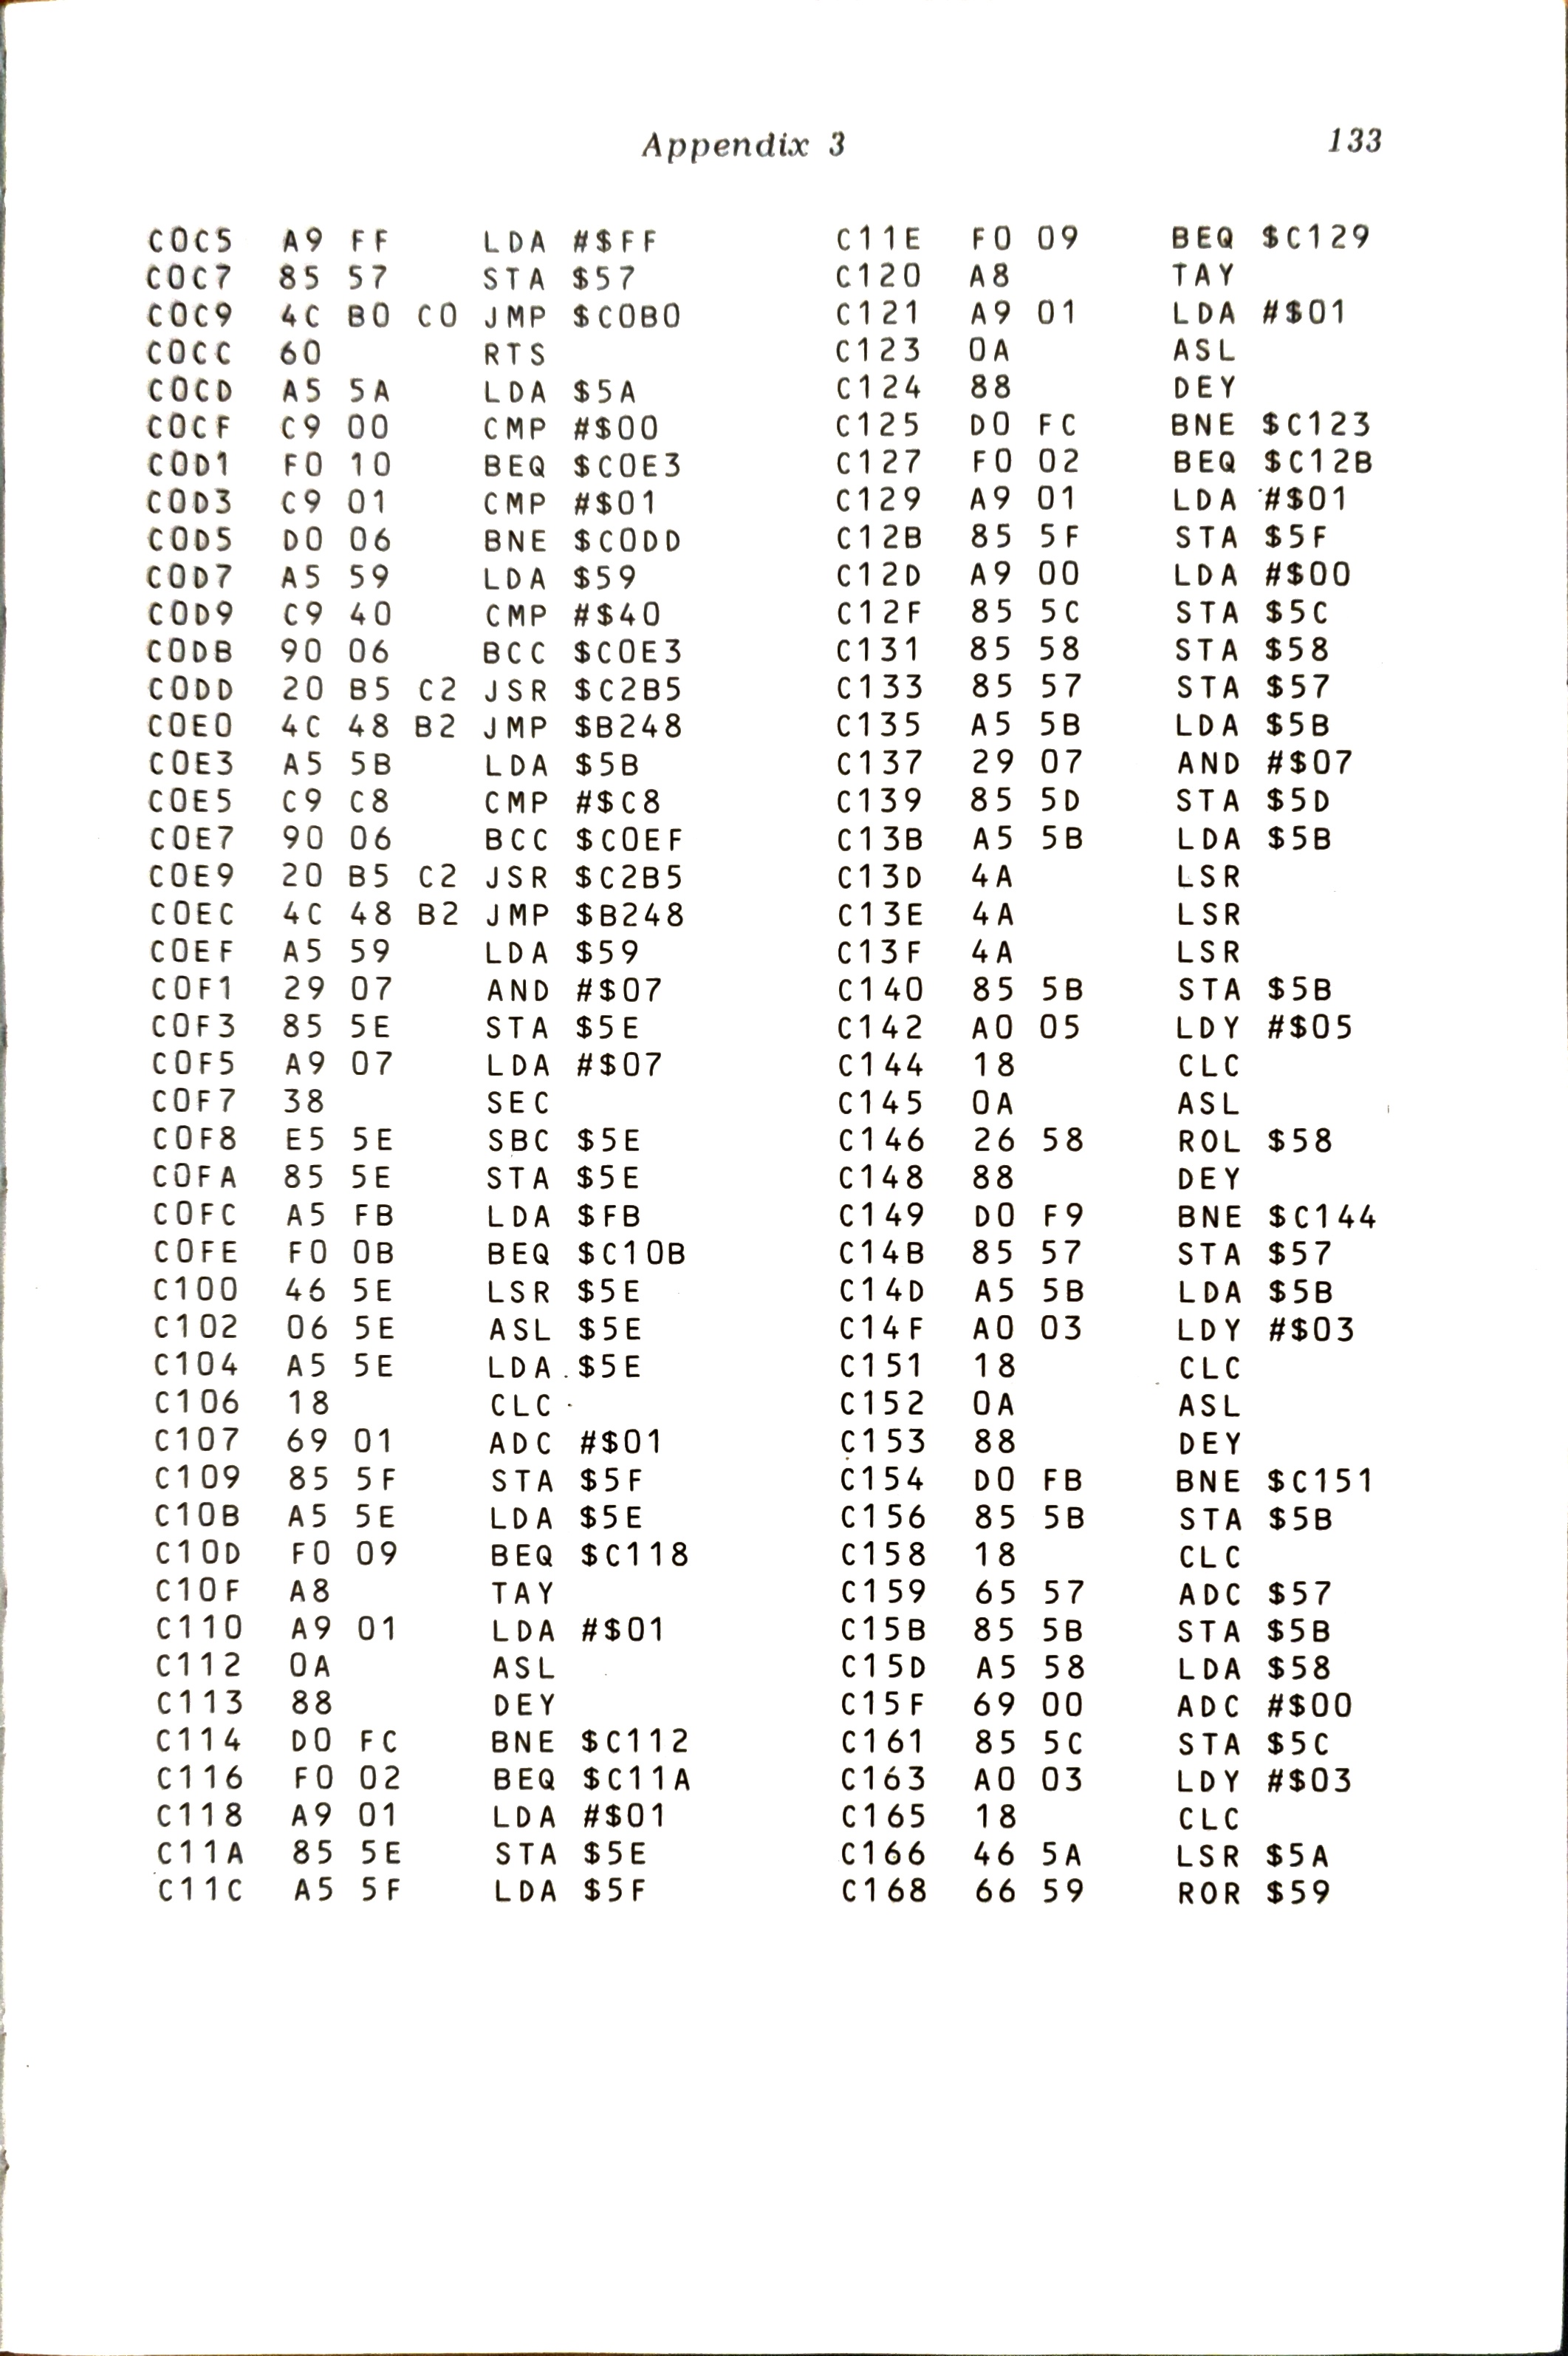 Appendix 3 133
C0C5 A9 FF LDA #$FF
C0C7 85 57 STA $57
C0C9 4C B0 C0 JMP $C0B0
C0CC 60 RTS
C0CD A5 5A LDA $5A
C0CF C9 00 CMP #$00
C0D1 F0 10 BEQ $C0E3
C0D3 C9 01 CMP #$01
C0D5 D0 06 BNE $C0DD
C0D7 A5 59 LDA $59
C0D9 C9 40 CMP #$40
C0DB 90 06 BCC $C0E3
C0DD 20 B5 C2 JSR $C2B5
C0E0 4C 48 B2 JMP $B248
C0E3 A5 5B LDA $5B
C0E5 C9 C8 CMP #$C8
C0E7 90 06 BCC $C0EF
C0E9 20 B5 C2 JSR $C2B5
C0EC 4C 48 B2 JMP $B248
C0EF A5 59 LDA $59
C0F1 29 07 AND #$07
C0F3 85 5E STA $5E
C0F5 A9 07 LDA #$07
C0F7 38 SEC
C0F8 E5 5E SBC $5E
C0FA 85 5E STA $5E
C0FC A5 FB LDA $FB
C0FE F0 0B BEQ $C10B
C100 46 5E LSR $5E
C102 06 5E ASL $5E
C104 A5 5E LDA $5E
C106 18 CLC
C107 69 01 ADC #$01
C109 85 5F STA $5F
C10B A5 5E LDA $5E
C10D F0 09 BEQ $C118
C10F A8 TAY
C110 A9 01 LDA #$01
C112 0A ASL
C113 88 DEY
C114 D0 FC BNE $C112
C116 F0 02 BEQ $C11A
C118 A9 01 LDA #$01
C11A 85 5E STA $5E
C11C A5 5F LDA $5F
C11E F0 09 BEQ $C129
C120 A8 TAY
C121 A9 01 LDA #$01
C123 0A ASL
C124 88 DEY
C125 D0 FC BNE $C123
C127 F0 02 BEQ $C12B
C129 A9 01 LDA #$01
C12B 85 5F STA $5F
C12D A9 00 LDA #$00
C12F 85 5C STA $5C
C131 85 58 STA $58
C133 85 57 STA $57
C135 A5 5B LDA $5B
C137 29 07 AND #$07
C139 85 5D STA $5D
C13B A5 5B LDA $5B
C13D 4A LSR
C13E 4A LSR
C13F 4A LSR
C140 85 5B STA $5B
C142 A0 05 LDY #$05
C144 18 CLC
C145 0A ASL
C146 26 58 ROL $58
C148 88 DEY
C149 D0 F9 BNE $C144
C14B 85 57 STA $57
C14D A5 5B LDA $5B
C14F A0 03 LDY #$03
C151 18 CLC
C152 0A ASL
C153 88 DEY
C154 D0 FB BNE $C151
C156 85 5B STA $5B
C158 18 CLC
C159 65 57 ADC $57
C15B 85 5B STA $5B
C15D A5 58 LDA $58
C15F 69 00 ADC #$00
C161 85 5C STA $5C
C163 A0 03 LDY #$03
C165 18 CLC
C166 46 5A LSR $5A
C168 66 59 ROR $59